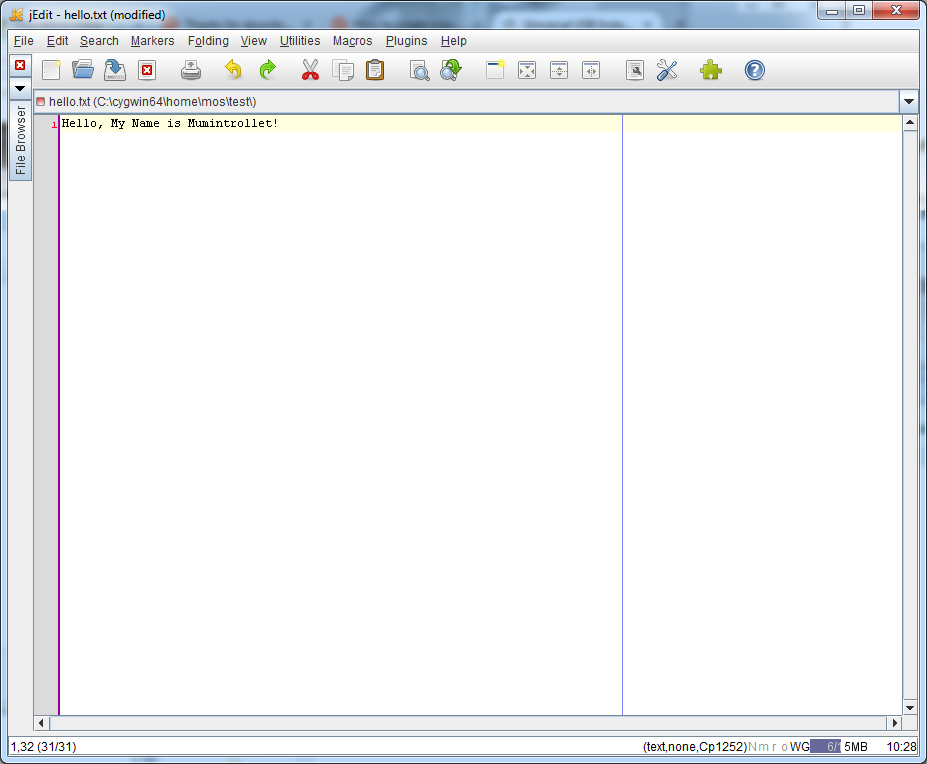 jEdit - hello.txt (modified)
File Edit Search Markers Folding View Utilities Macros Plugins Help
hello.txt (C:\cygwin64\home\mos\test\)
File Browser
1 Hello, My Name is Mumintrollet!
1,32 (31/31)
(text,none,Cp1252)N m r o WG 6/ 5MB 10:28